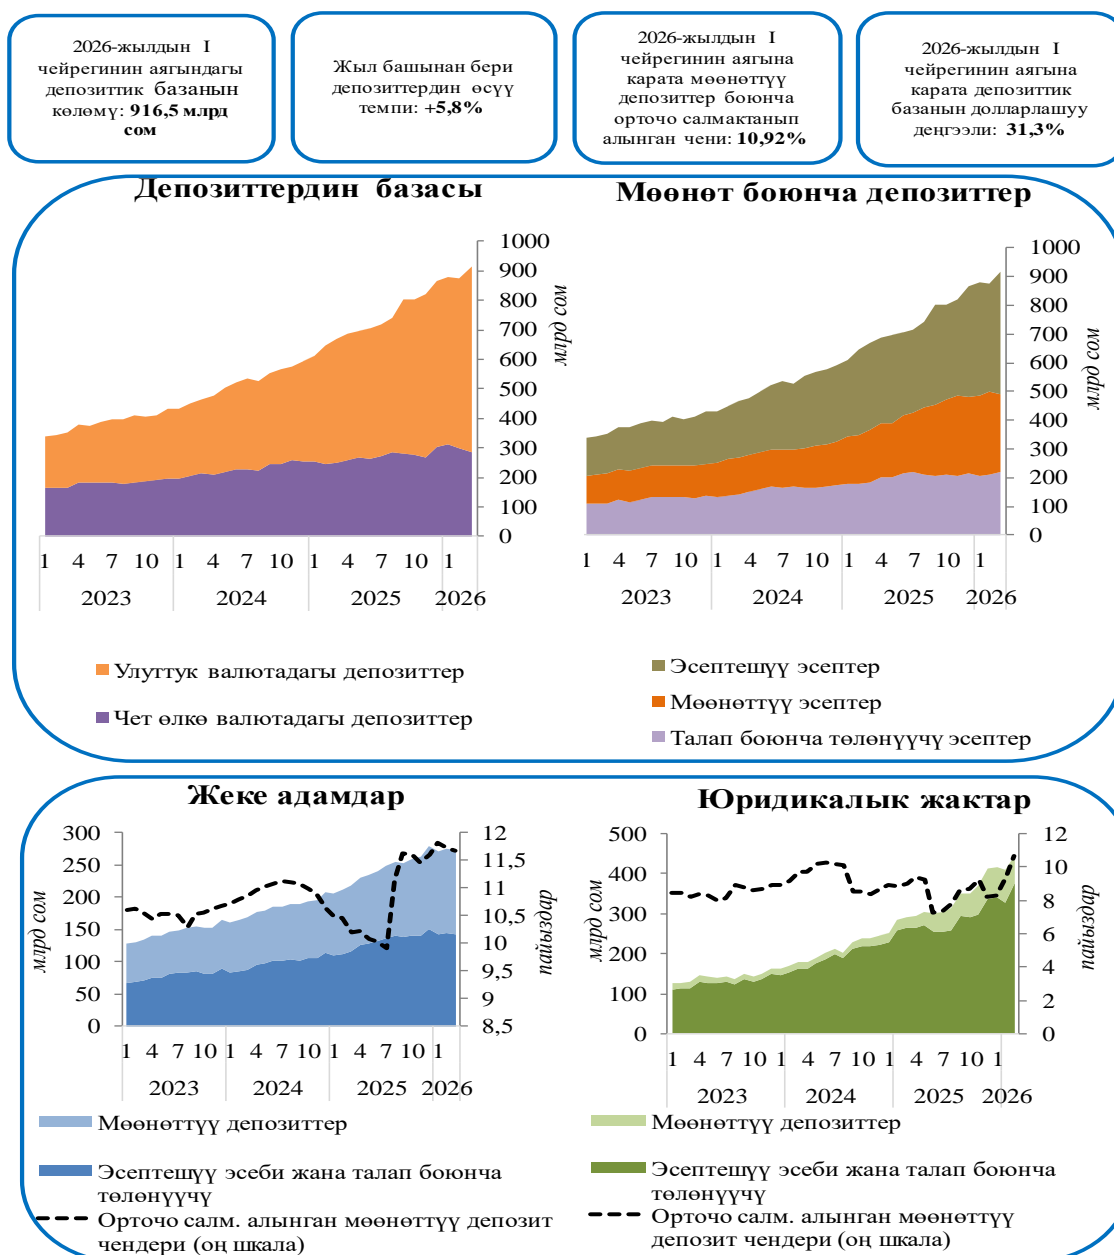 2026-жылдын I
чейрегинин аягындагы
депозиттик базанын
көлөмү: 916,5 млрд
сом
Жыл башынан бери
депозиттердин өсүү
темпи: +5,8%
2026-жылдын I
чейрегинин аягына
карата мөөнөттүү
депозиттер боюнча
орточо салмактанып
алынган чени: 10,92%
2026-жылдын I
чейрегинин аягына
карата депозиттик
базанын долларлашуу
деңгээли: 31,3%
Депозиттердин базасы
1000
900
800
700
600
500
400
300
200
100
0
млрд сом
1 4 7 10 1 4 7 10 1 4 7 10 1
2023 2024 2025 2026
Улуттук валютадагы депозиттер
Чет өлкө валютадагы депозиттер
Мөөнөт боюнча депозиттер
1000
900
800
700
600
500
400
300
200
100
0
млрд сом
1 4 7 10 1 4 7 10 1 4 7 10 1
2023 2024 2025 2026
Эсептешүү эсептер
Мөөнөттүү эсептер
Талап боюнча төлөнүүчү эсептер
Жеке адамдар
300
250
200
150
100
50
0
млрд сом
12
11,5
11
10,5
10
9,5
9
8,5
пайыздар
1 4 7 10 1 4 7 10 1 4 7 10 1
2023 2024 2025 2026
Мөөнөттүү депозиттер
Эсептешүү эсеби жана талап боюнча
төлөнүүчү
Орточо салм. алынган мөөнөттүү депозит
чендери (оң шкала)
Юридикалык жактар
500
400
300
200
100
0
млрд сом
12
10
8
6
4
2
0
пайыздар
1 4 7 10 1 4 7 10 1 4 7 10 1
2023 2024 2025 2026
Мөөнөттүү депозиттер
Эсептешүү эсеби жана талап боюнча
төлөнүүчү
Орточо салм. алынган мөөнөттүү
депозит чендери (оң шкала)